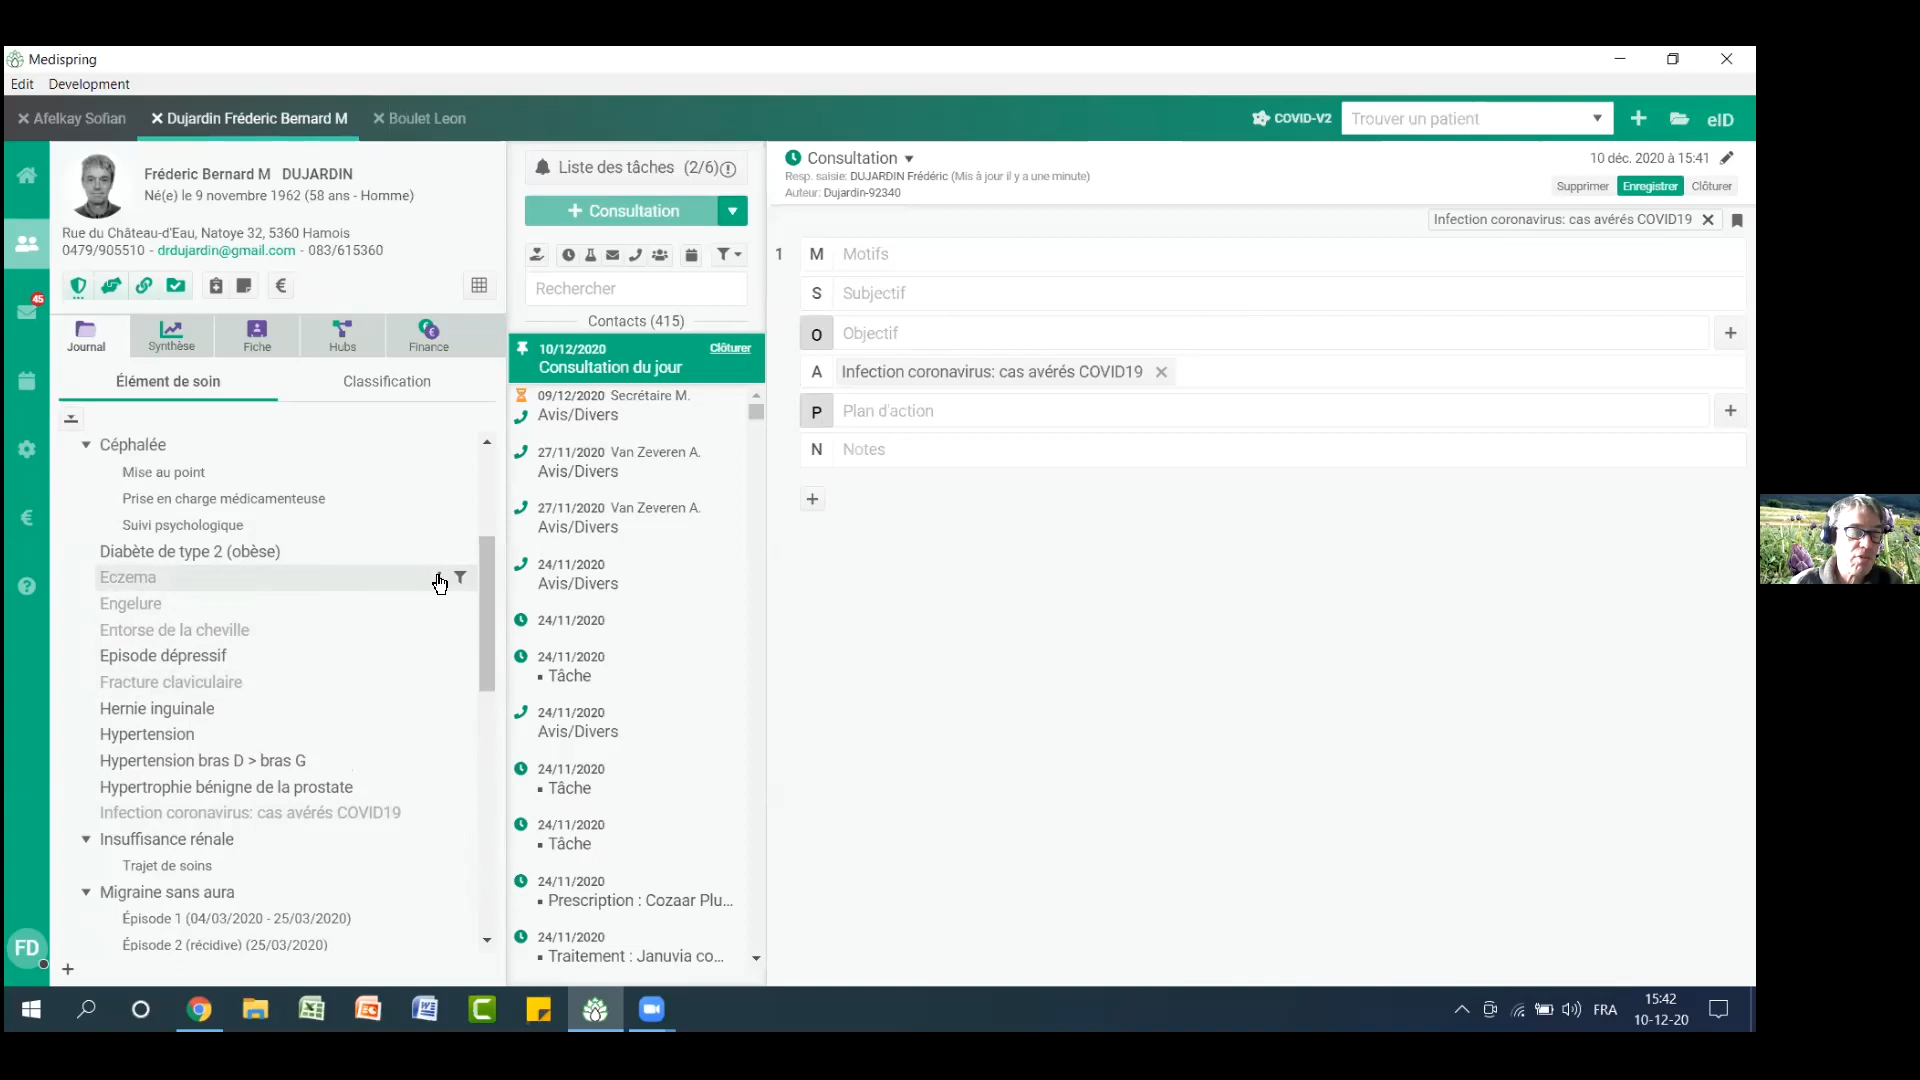 Medispring
Edit Development
Afelkay Sofian
Dujardin Fréderic Bernard M
Boulet Leon
COVID-V2
Trouver un patient
eID
Fréderic Bernard M DUJARDIN
Né(e) le 9 novembre 1962 (58 ans - Homme)
Rue du Château-d'Eau, Natoye 32, 5360 Hamois
0479/905510 - drdujardin@gmail.com - 083/615360
45
Journal
Synthèse
Fiche
Hubs
Finance
Élément de soin
Classification
Céphalée
Mise au point
Prise en charge médicamenteuse
Suivi psychologique
Diabète de type 2 (obèse)
Eczema
Engelure
Entorse de la cheville
Episode dépressif
Fracture claviculaire
Hernie inguinale
Hypertension
Hypertension bras D > bras G
Hypertrophie bénigne de la prostate
Infection coronavirus: cas avérés COVID19
Insuffisance rénale
Trajet de soins
Migraine sans aura
Épisode 1 (04/03/2020 - 25/03/2020)
Épisode 2 (récidive) (25/03/2020)
FD
Liste des tâches (2/6)
+ Consultation
Rechercher
Contacts (415)
10/12/2020 Clôturer
Consultation du jour
09/12/2020 Secrétaire M.
Avis/Divers
27/11/2020 Van Zeveren A.
Avis/Divers
27/11/2020 Van Zeveren A.
Avis/Divers
24/11/2020
Avis/Divers
24/11/2020
24/11/2020
▪ Tâche
24/11/2020
Avis/Divers
24/11/2020
▪ Tâche
24/11/2020
▪ Tâche
24/11/2020
▪ Prescription : Cozaar Plu...
24/11/2020
▪ Traitement : Januvia co...
Consultation
10 déc. 2020 à 15:41
Resp. saisie: DUJARDIN Frédéric (Mis à jour il y a une minute)
Auteur: Dujardin-92340
Supprimer
Enregistrer
Clôturer
Infection coronavirus: cas avérés COVID19
1 M Motifs
S Subjectif
O Objectif
A Infection coronavirus: cas avérés COVID19
P Plan d'action
N Notes
FRA
15:42
10-12-20